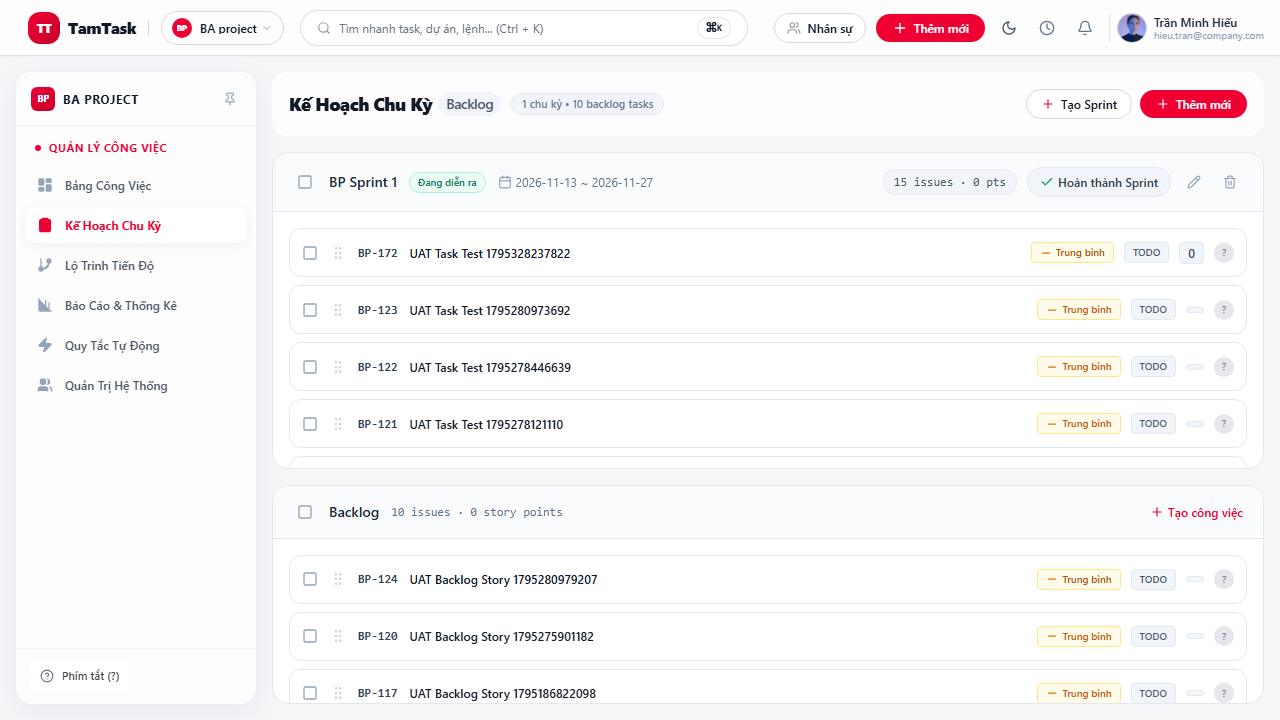 TT TamTask
BP BA project
Tìm nhanh task, dự án, lệnh... (Ctrl + K)
⌘K
Nhân sự
+ Thêm mới
Trần Minh Hiếu
hieu.tran@company.com
BP BA PROJECT
QUẢN LÝ CÔNG VIỆC
Bảng Công Việc
Kế Hoạch Chu Kỳ
Lộ Trình Tiến Độ
Báo Cáo & Thống Kê
Quy Tắc Tự Động
Quản Trị Hệ Thống
Phím tắt (?)
Kế Hoạch Chu Kỳ Backlog 1 chu kỳ • 10 backlog tasks
+ Tạo Sprint + Thêm mới
BP Sprint 1 Đang diễn ra 2026-11-13 ~ 2026-11-27 15 issues · 0 pts Hoàn thành Sprint
BP-172 UAT Task Test 1795328237822 Trung bình TODO 0 ?
BP-123 UAT Task Test 1795280973692 Trung bình TODO ?
BP-122 UAT Task Test 1795278446639 Trung bình TODO ?
BP-121 UAT Task Test 1795278121110 Trung bình TODO ?
Backlog 10 issues · 0 story points + Tạo công việc
BP-124 UAT Backlog Story 1795280979207 Trung bình TODO ?
BP-120 UAT Backlog Story 1795275901182 Trung bình TODO ?
BP-117 UAT Backlog Story 1795186822098 Trung bình TODO ?